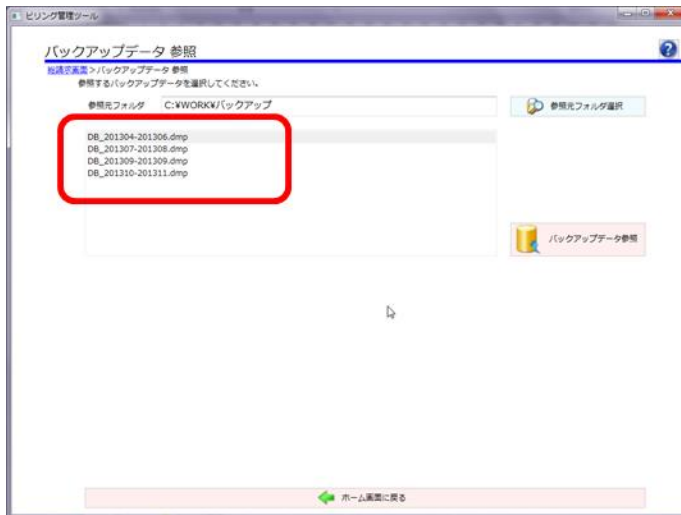 ビリング管理ツール
バックアップデータ 参照
総請求画面>バックアップデータ 参照
参照するバックアップデータを選択してください。
参照元フォルダ C:¥WORK¥バックアップ
参照元フォルダ選択
DB_201304-201306.dmp
DB_201307-201308.dmp
DB_201309-201309.dmp
DB_201310-201311.dmp
バックアップデータ参照
ホーム画面に戻る